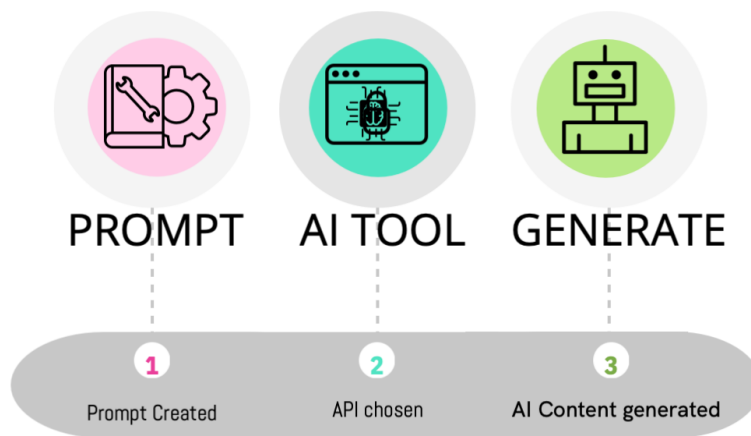 PROMPT
AI TOOL
GENERATE
1
2
3
Prompt Created
API chosen
AI Content generated